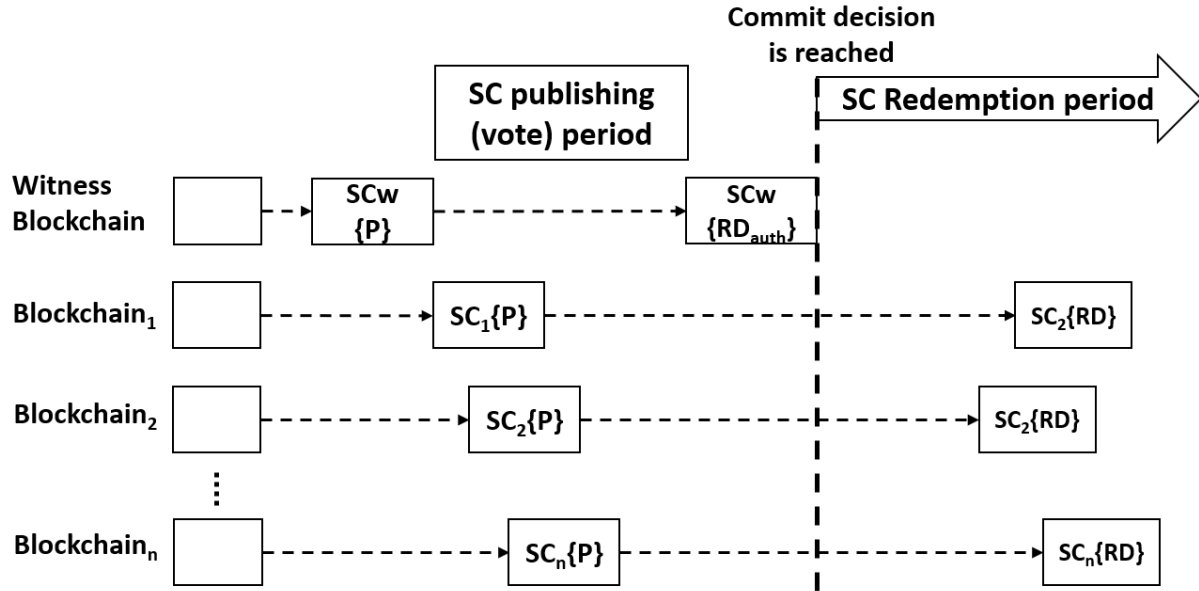 Commit decision
is reached
SC publishing
(vote) period
SC Redemption period
Witness
Blockchain
SCw
{P}
SCw
{RD_auth}
Blockchain₁
SC₁{P}
SC₂{RD}
Blockchain₂
SC₂{P}
SC₂{RD}
Blockchainₙ
SCₙ{P}
SCₙ{RD}